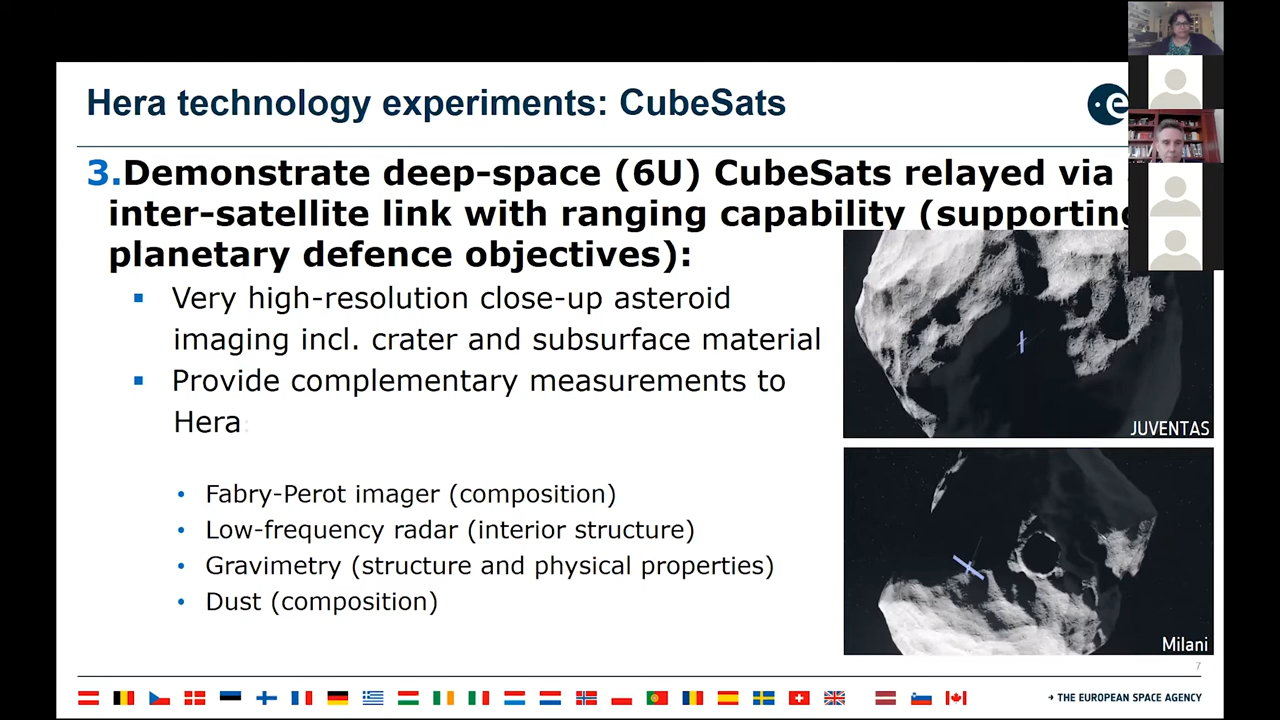 Hera technology experiments: CubeSats
3.Demonstrate deep-space (6U) CubeSats relayed via
inter-satellite link with ranging capability (supporting
planetary defence objectives):
▪ Very high-resolution close-up asteroid
imaging incl. crater and subsurface material
▪ Provide complementary measurements to
Hera:
• Fabry-Perot imager (composition)
• Low-frequency radar (interior structure)
• Gravimetry (structure and physical properties)
• Dust (composition)
JUVENTAS
Milani
7
→ THE EUROPEAN SPACE AGENCY